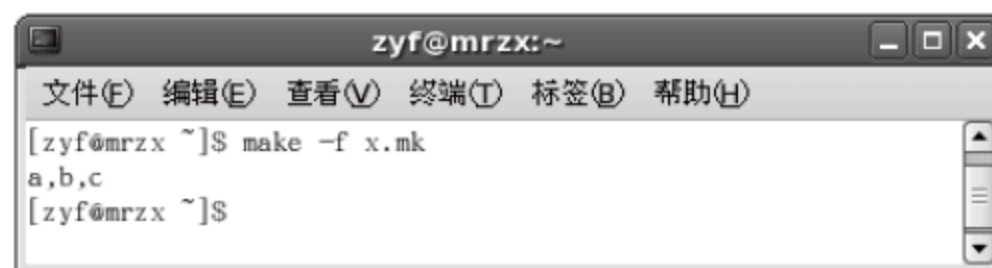 zyf@mrzx:~
文件(F) 编辑(E) 查看(V) 终端(T) 标签(B) 帮助(H)
[zyf@mrzx ~]$ make -f x.mk
a,b,c
[zyf@mrzx ~]$